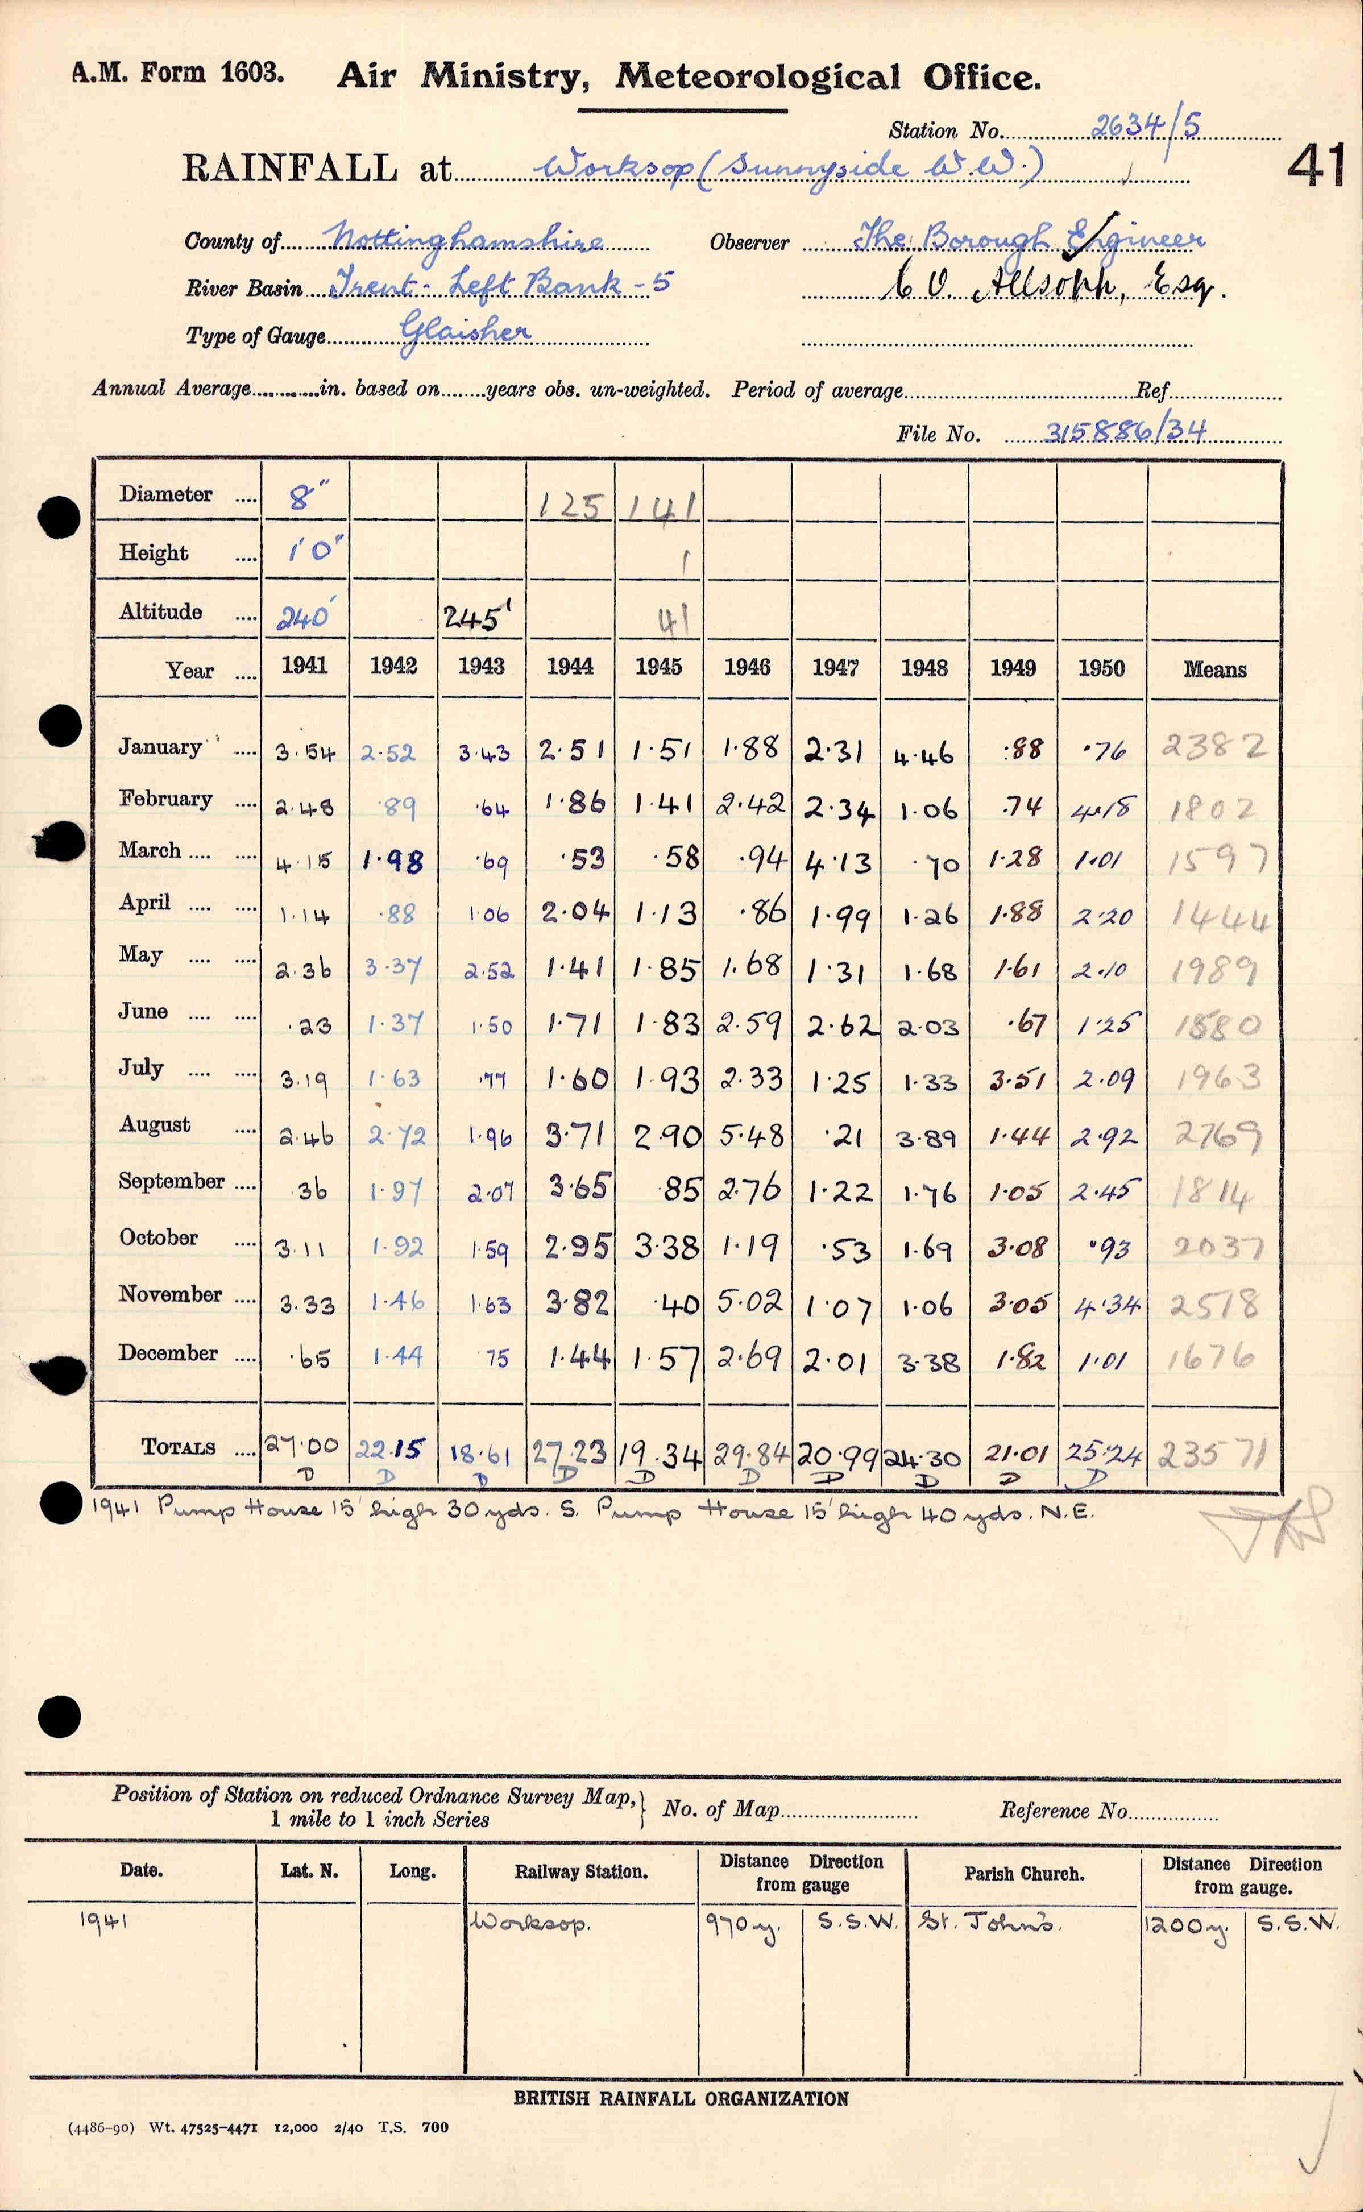 A.M. Form 1603. Air Ministry, Meteorological Office.
Station No. 2634/5
41
RAINFALL at Worksop (Sunnyside W.W.)
County of Nottinghamshire Observer The Borough Engineer
River Basin Trent - Left Bank - 5 C V. Allsopp, Esq.
Type of Gauge Glaisher
Annual Average in. based on years obs. un-weighted. Period of average Ref
File No. 315886/34
Diameter .... 8" 125 141
Height .... 1' 0" 1
Altitude .... 240' 245' 41
Year .... 1941 1942 1943 1944 1945 1946 1947 1948 1949 1950 Means
January .... 3.54 2.52 3.43 2.51 1.51 1.88 2.31 4.46 .88 .76 2382
February .... 2.48 .89 .64 1.86 1.41 2.42 2.34 1.06 .74 4.18 1802
March .... .... 4.15 1.98 .69 .53 .58 .94 4.13 .70 1.28 1.01 1597
April .... .... 1.14 .88 1.06 2.04 1.13 .86 1.99 1.26 1.88 2.20 1444
May .... .... 2.36 3.37 2.52 1.41 1.85 1.68 1.31 1.68 1.61 2.10 1989
June .... .... .23 1.37 1.50 1.71 1.83 2.59 2.62 2.03 .67 1.25 1580
July .... .... 3.19 1.63 .77 1.60 1.93 2.33 1.25 1.33 3.51 2.09 1963
August .... 2.46 2.72 1.96 3.71 2.90 5.48 .21 3.89 1.44 2.92 2769
September .... 36 1.97 2.07 3.65 .85 2.76 1.22 1.76 1.05 2.45 1814
October .... 3.11 1.92 1.59 2.95 3.38 1.19 .53 1.69 3.08 .93 2037
November .... 3.33 1.46 1.63 3.82 .40 5.02 1.07 1.06 3.05 4.34 2518
December .... .65 1.44 75 1.44 1.57 2.69 2.01 3.38 1.82 1.01 1676
TOTALS .... 27.00 22.15 18.61 27.23 19.34 29.84 20.99 24.30 21.01 25.24 23571
D D D D D D D D D D
1941 Pump House 15' high 30 yds. S. Pump House 15' high 40 yds. N.E.
Position of Station on reduced Ordnance Survey Map, 1 mile to 1 inch Series } No. of Map Reference No.
Date. Lat. N. Long. Railway Station. Distance from gauge Direction Parish Church. Distance from gauge. Direction
1941 Worksop. 970 y. S.S.W. St. John's. 1200 y. S.S.W.
BRITISH RAINFALL ORGANIZATION
(4486-90) Wt. 47525-4471 12,000 2/40 T.S. 700